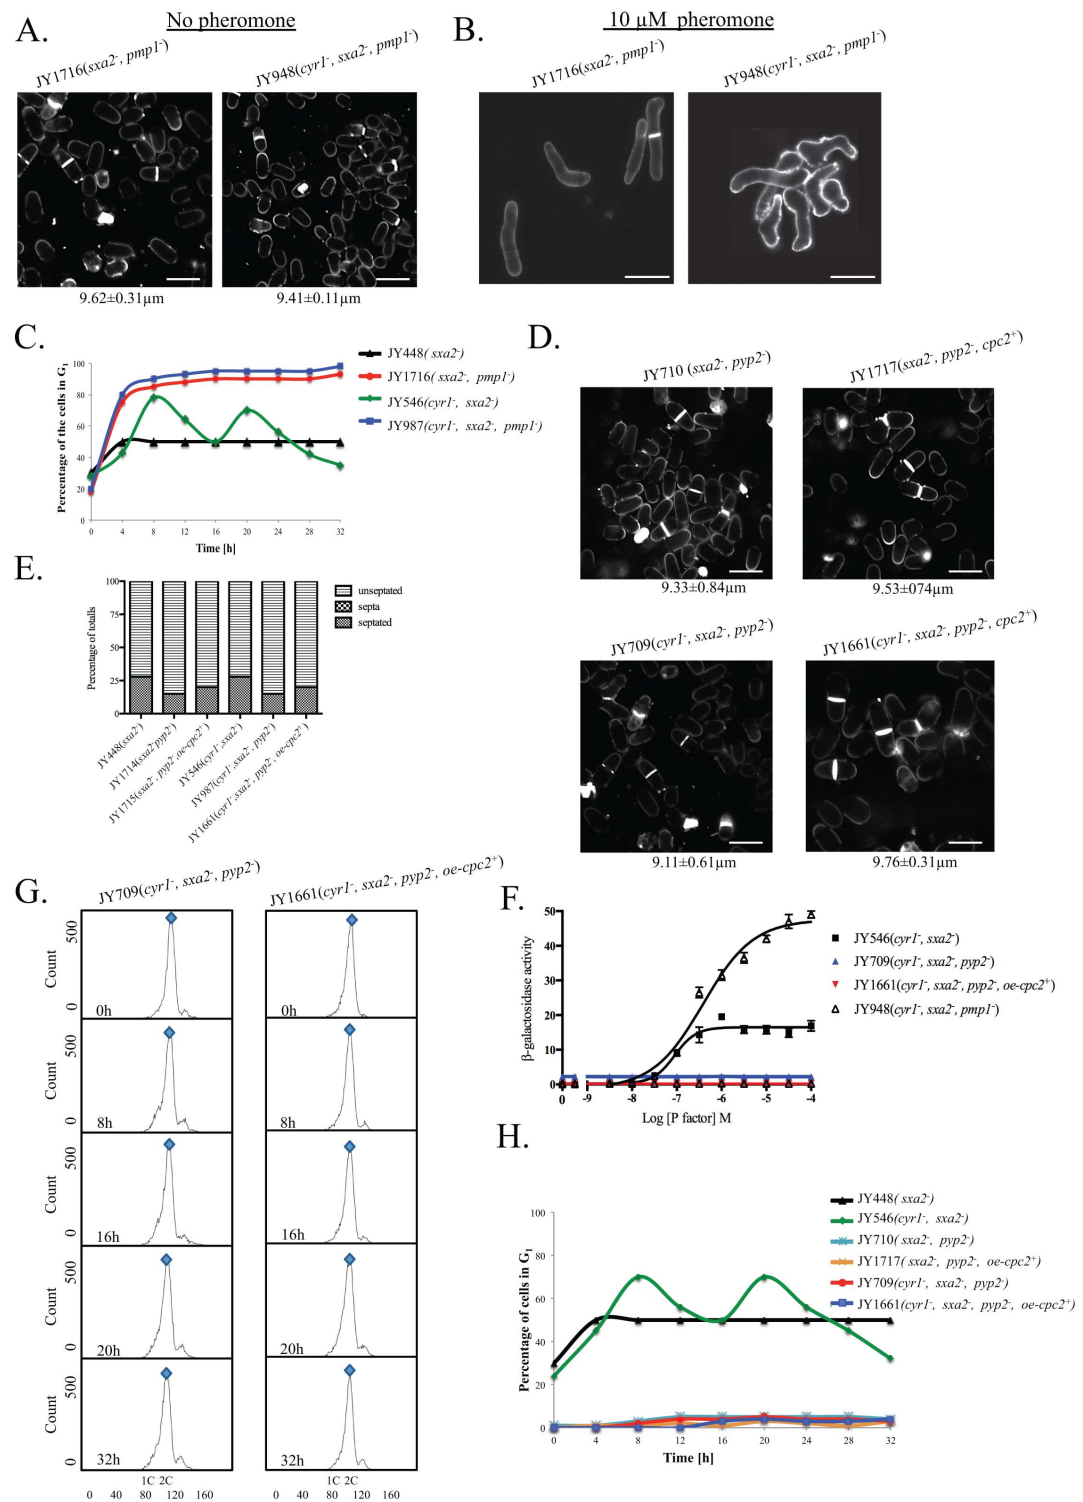 A.
No pheromone
JY1716(sxa2-, pmp1-)
JY948(cyr1-, sxa2-, pmp1-)
9.62±0.31µm
9.41±0.11µm
B.
10 µM pheromone
JY1716(sxa2-, pmp1-)
JY948(cyr1-, sxa2-, pmp1-)
C.
Percentage of the cells in G1
100
80
60
40
20
0
0 4 8 12 16 20 24 28 32
Time [h]
JY448( sxa2-)
JY1716( sxa2-, pmp1-)
JY546(cyr1-, sxa2-)
JY987(cyr1-, sxa2-, pmp1-)
D.
JY710 (sxa2-, pyp2-)
JY1717(sxa2-, pyp2-, cpc2+)
9.33±0.84µm
9.53±074µm
JY709(cyr1-, sxa2-, pyp2-)
JY1661(cyr1-, sxa2-, pyp2-, cpc2+)
9.11±0.61µm
9.76±0.31µm
E.
Percentage of totalls
100
75
50
25
0
unseptated
septa
septated
JY448(sxa2-)
JY1714(sxa2-pyp2-)
JY1715(sxa2-, pyp2-, oe-cpc2+)
JY546(cyr1-, sxa2-)
JY987(cyr1-, sxa2-, pyp2-)
JY1661(cyr1-, sxa2-, pyp2-, oe-cpc2+)
F.
β-galactosidase activity
50
40
30
20
10
0
0 -9 -8 -7 -6 -5 -4
Log [P factor] M
JY546(cyr1-, sxa2-)
JY709(cyr1-, sxa2-, pyp2-)
JY1661(cyr1-, sxa2-, pyp2-, oe-cpc2+)
JY948(cyr1-, sxa2-, pmp1-)
G.
JY709(cyr1-, sxa2-, pyp2-)
JY1661(cyr1-, sxa2-, pyp2-, oe-cpc2+)
Count
0 500
0h
0h
Count
0 500
8h
8h
Count
0 500
16h
16h
Count
0 500
20h
20h
Count
0 500
32h
32h
1C 2C
1C 2C
0 40 80 120 160
0 40 80 120 160
H.
Percentage of cells in G1
100
80
60
40
20
0
0 4 8 12 16 20 24 28 32
Time [h]
JY448( sxa2-)
JY546(cyr1-, sxa2-)
JY710( sxa2-, pyp2-)
JY1717( sxa2-, pyp2-, oe-cpc2+)
JY709(cyr1-, sxa2-, pyp2-)
JY1661(cyr1-, sxa2-, pyp2-, oe-cpc2+)